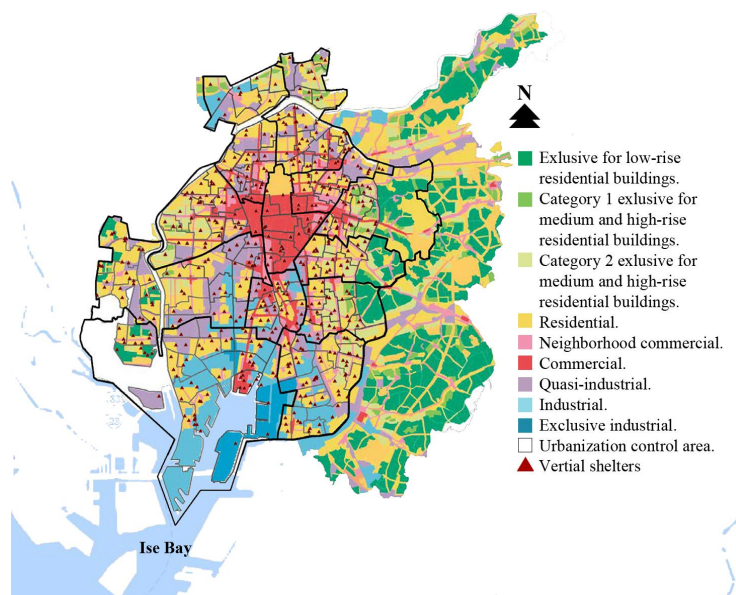 N
Exlusive for low-rise
residential buildings.
Category 1 exlusive for
medium and high-rise
residential buildings.
Category 2 exlusive for
medium and high-rise
residential buildings.
Residential.
Neighborhood commercial.
Commercial.
Quasi-industrial.
Industrial.
Exclusive industrial.
Urbanization control area.
Vertial shelters
Ise Bay